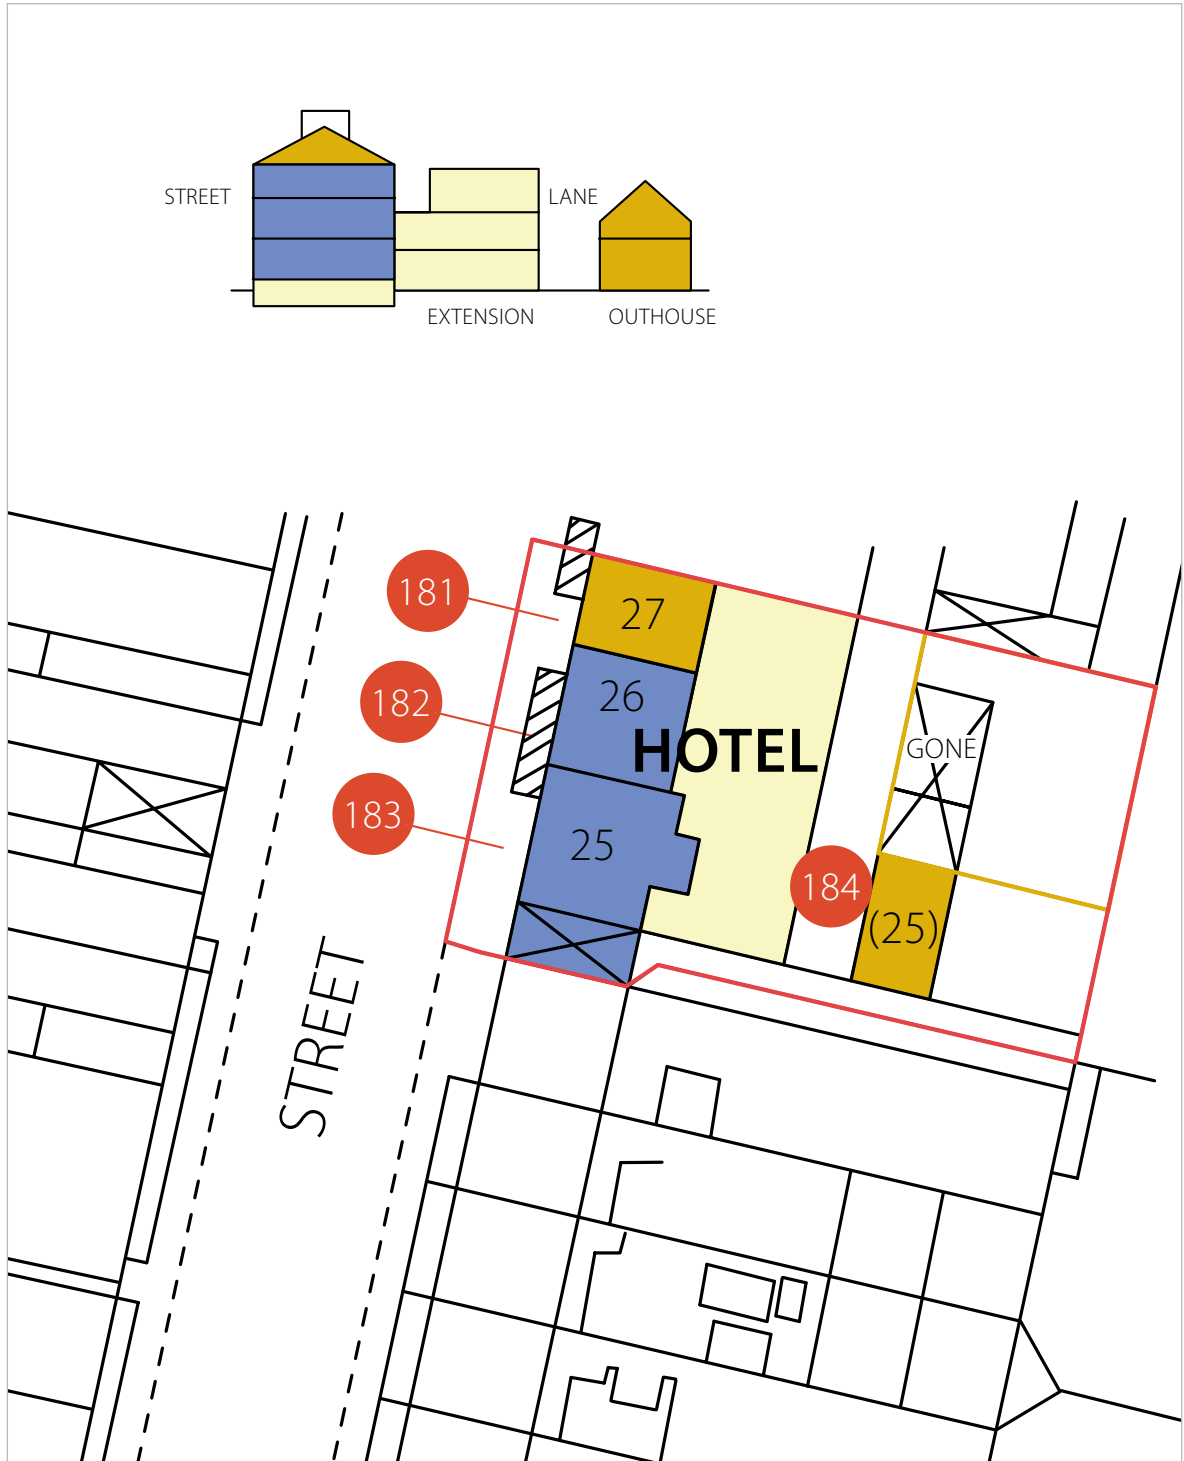 STREET
LANE
EXTENSION
OUTHOUSE
181
27
182
26
HOTEL
GONE
183
25
184
(25)
STREET